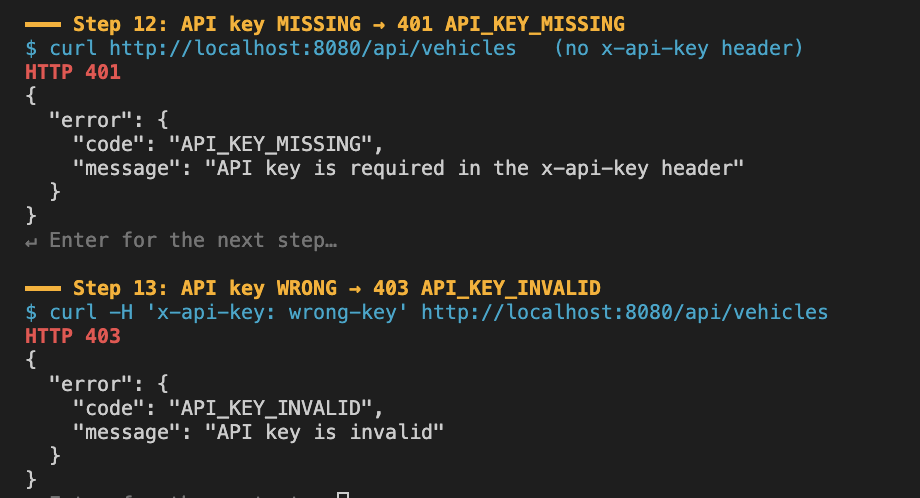 ━━━ Step 12: API key MISSING → 401 API_KEY_MISSING
$ curl http://localhost:8080/api/vehicles   (no x-api-key header)
HTTP 401
{
  "error": {
    "code": "API_KEY_MISSING",
    "message": "API key is required in the x-api-key header"
  }
}
↵ Enter for the next step…
━━━ Step 13: API key WRONG → 403 API_KEY_INVALID
$ curl -H 'x-api-key: wrong-key' http://localhost:8080/api/vehicles
HTTP 403
{
  "error": {
    "code": "API_KEY_INVALID",
    "message": "API key is invalid"
  }
}